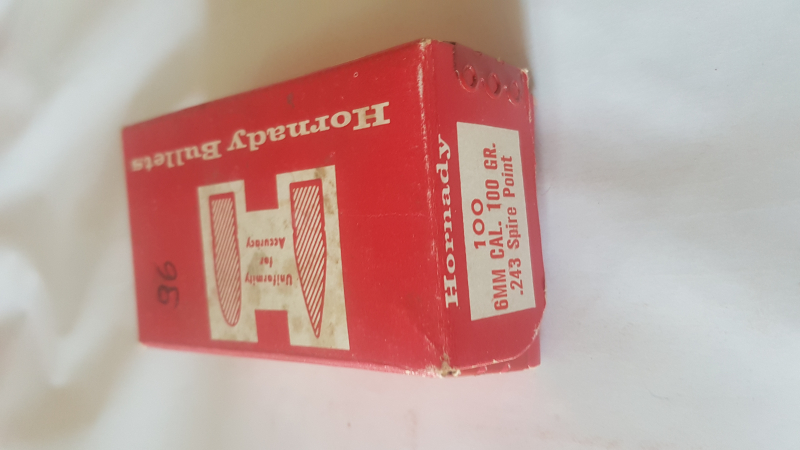 Hornady Bullets
Uniformity
for
Accuracy
96
Hornady
100
6MM CAL. 100 GR.
.243 Spire Point